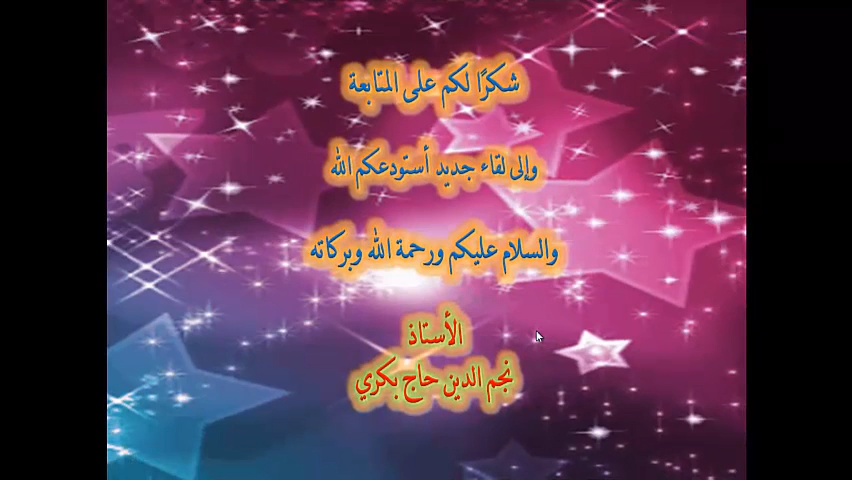 شكرًا لكم على المتابعة
وإلى لقاء جديد أستودعكم الله
والسلام عليكم ورحمة الله وبركاته
الأستاذ
نجم الدين حاج بكري